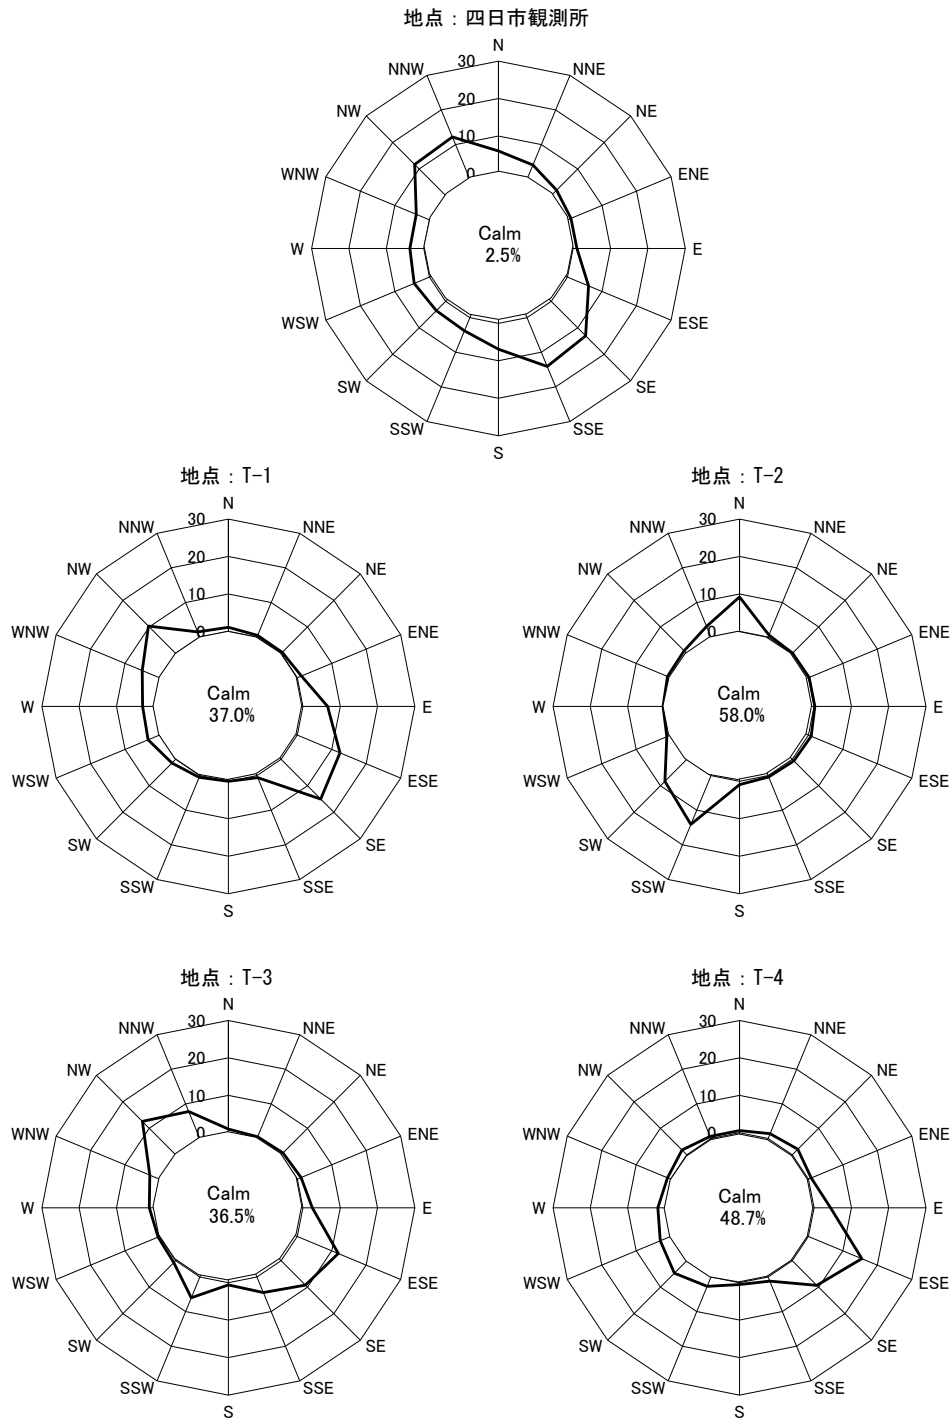 地点：四日市観測所
N
NNE
NE
ENE
E
ESE
SE
SSE
S
SSW
SW
WSW
W
WNW
NW
NNW
30
20
10
0
Calm
2.5%
地点：T-1
N
NNE
NE
ENE
E
ESE
SE
SSE
S
SSW
SW
WSW
W
WNW
NW
NNW
30
20
10
0
Calm
37.0%
地点：T-2
N
NNE
NE
ENE
E
ESE
SE
SSE
S
SSW
SW
WSW
W
WNW
NW
NNW
30
20
10
0
Calm
58.0%
地点：T-3
N
NNE
NE
ENE
E
ESE
SE
SSE
S
SSW
SW
WSW
W
WNW
NW
NNW
30
20
10
0
Calm
36.5%
地点：T-4
N
NNE
NE
ENE
E
ESE
SE
SSE
S
SSW
SW
WSW
W
WNW
NW
NNW
30
20
10
0
Calm
48.7%